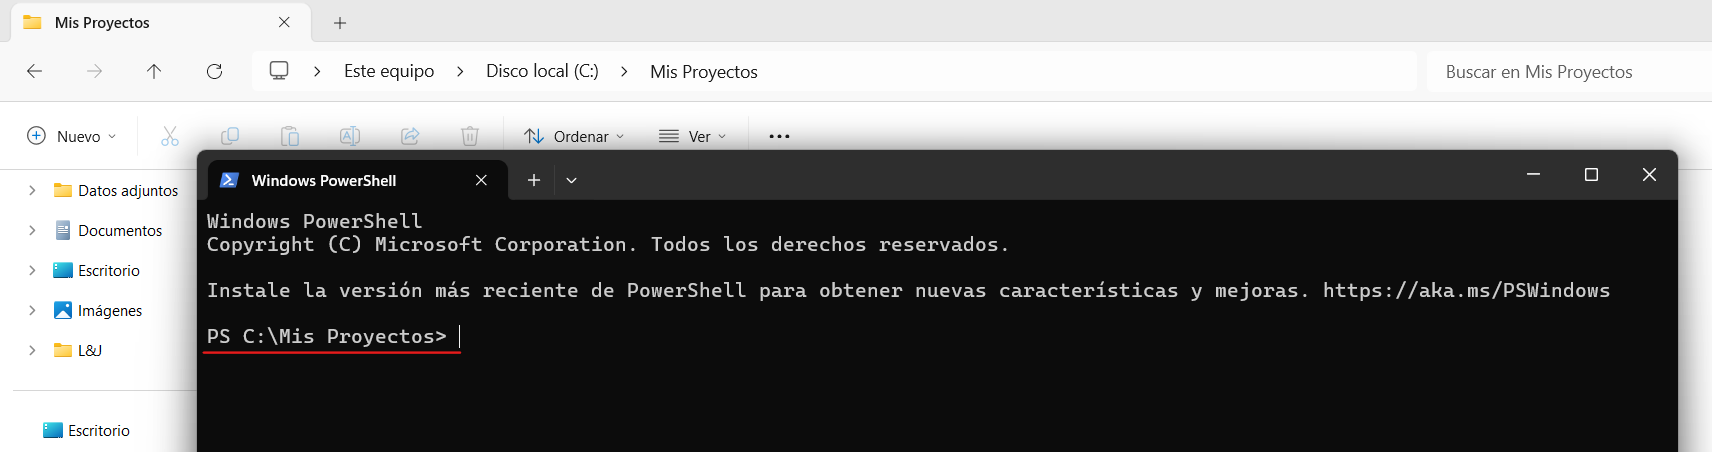 Mis Proyectos
Este equipo > Disco local (C:) > Mis Proyectos
Buscar en Mis Proyectos
Nuevo
Ordenar
Ver
Datos adjuntos
Documentos
Escritorio
Imágenes
L&J
Escritorio
Windows PowerShell
Windows PowerShell
Copyright (C) Microsoft Corporation. Todos los derechos reservados.
Instale la versión más reciente de PowerShell para obtener nuevas características y mejoras. https://aka.ms/PSWindows
PS C:\Mis Proyectos>